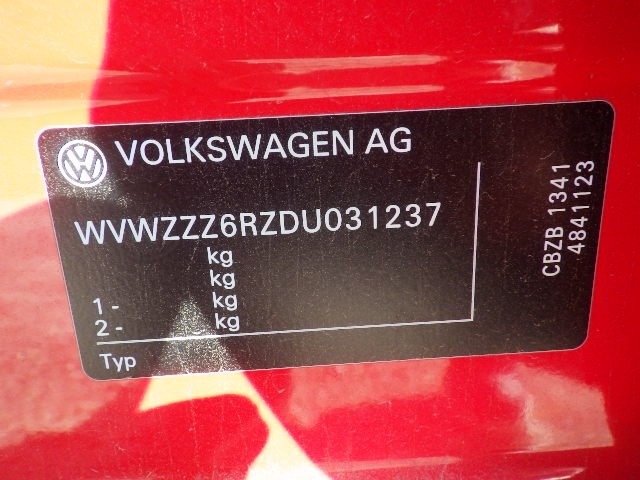 VOLKSWAGEN AG
WVWZZZ6RZDU031237
kg
kg
1 - kg
2 - kg
Typ
CBZB 1341
4841123